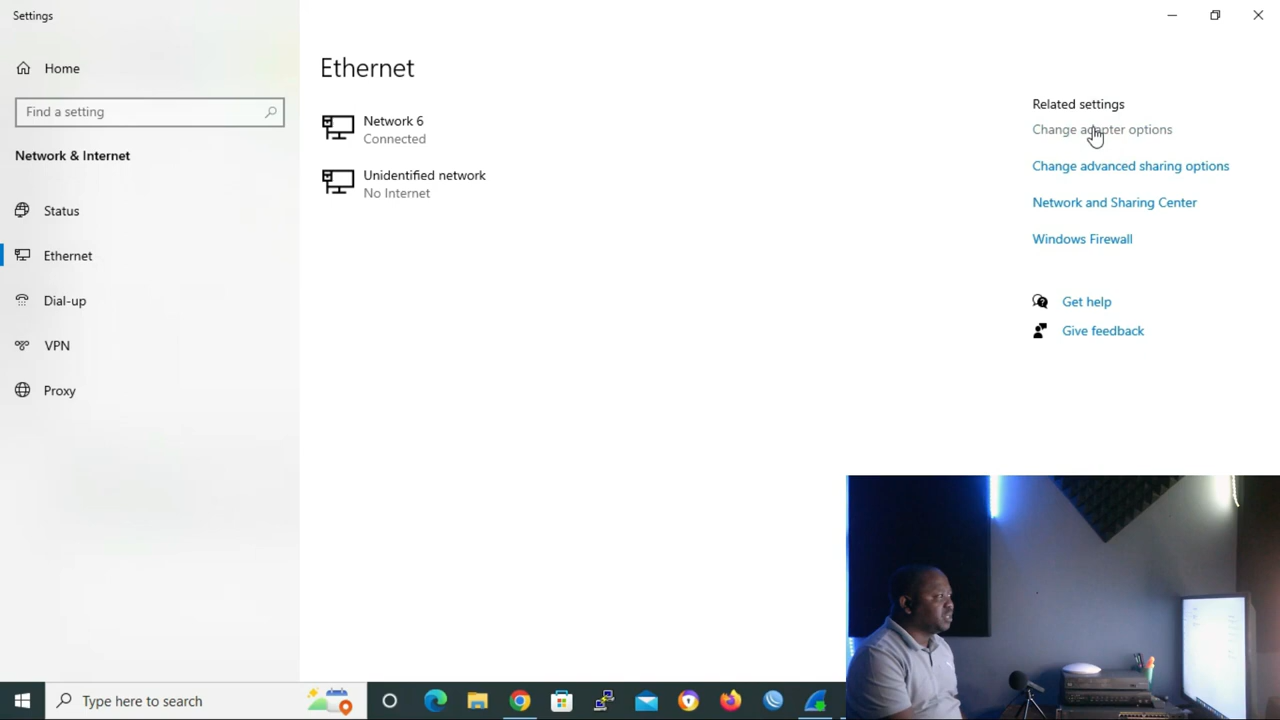 Settings
Home
Find a setting
Network & Internet
Status
Ethernet
Dial-up
VPN
Proxy
Ethernet
Network 6
Connected
Unidentified network
No Internet
Related settings
Change adapter options
Change advanced sharing options
Network and Sharing Center
Windows Firewall
Get help
Give feedback
Type here to search